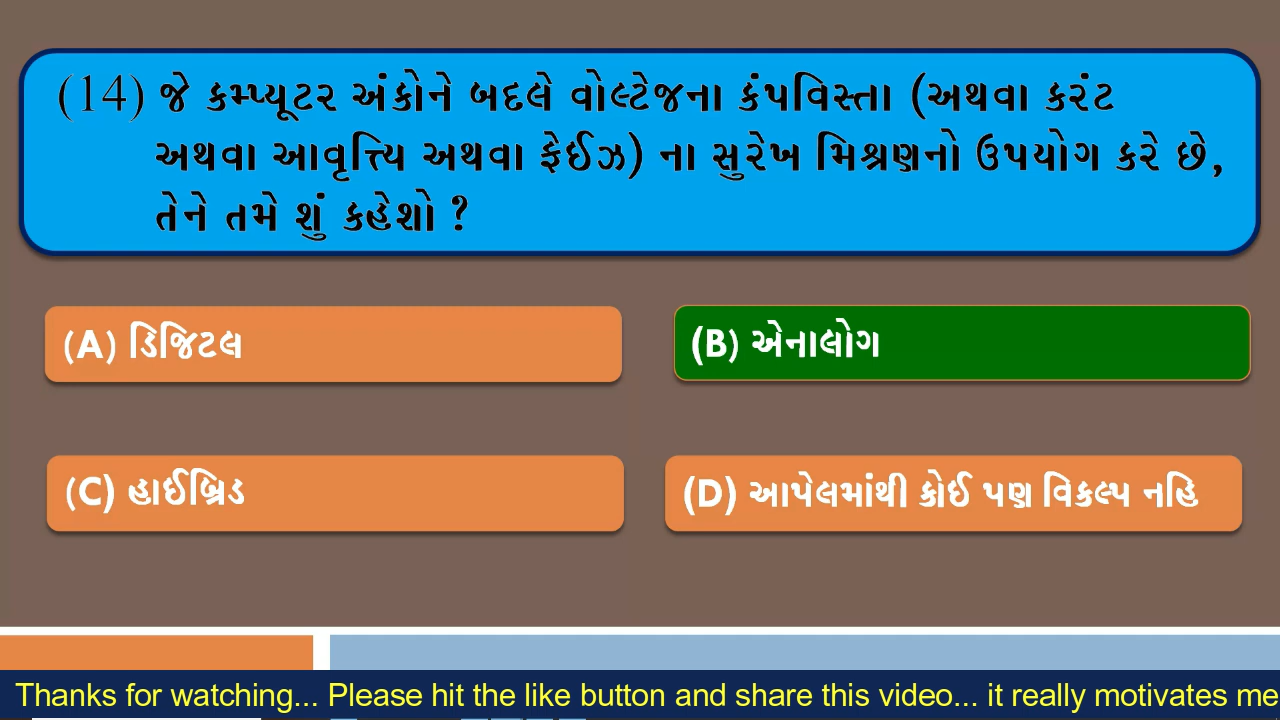 (14) જે કમ્પ્યૂટર અંકોને બદલે વોલ્ટેજના કંપવિસ્તા (અથવા કરંટ
અથવા આવૃત્ત્યિ અથવા ફેઈઝ) ના સુરેખ મિશ્રણનો ઉપયોગ કરે છે,
તેને તમે શું કહેશો ?
(A) ડિજિટલ
(B) એનાલોગ
(C) હાઈબ્રિડ
(D) આપેલમાંથી કોઈ પણ વિકલ્પ નહિ
Thanks for watching... Please hit the like button and share this video... it really motivates me